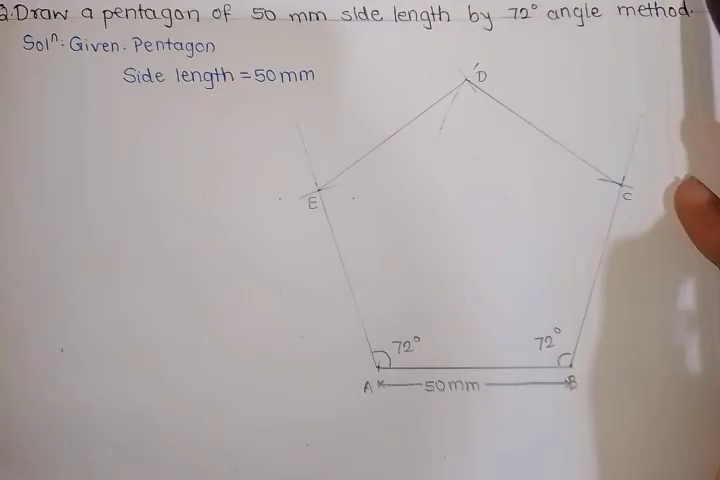 Q. Draw a pentagon of 50 mm side length by 72° angle method.
Solⁿ: Given. Pentagon
Side length = 50mm
D
E
C
72°
72°
A 50mm B